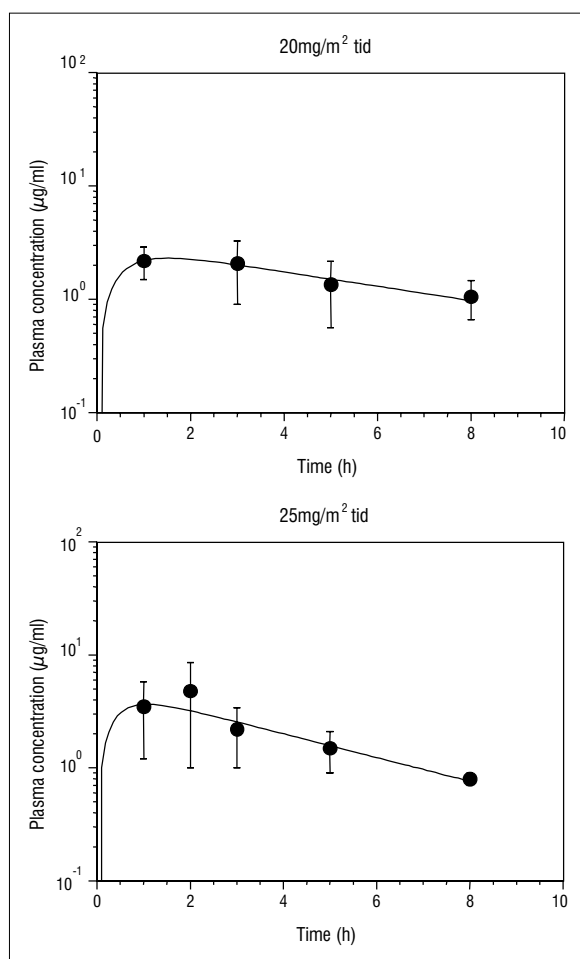 20mg/m² tid
10²
10¹
10⁰
10⁻¹
Plasma concentration (µg/ml)
0 2 4 6 8 10
Time (h)
25mg/m² tid
10²
10¹
10⁰
10⁻¹
Plasma concentration (µg/ml)
0 2 4 6 8 10
Time (h)